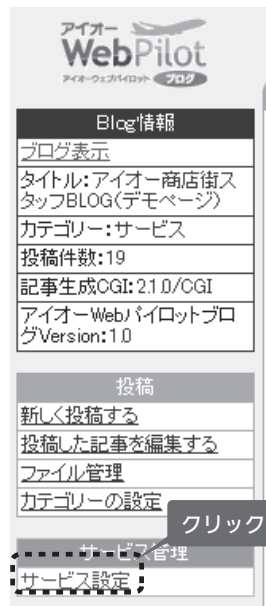 アイオー
WebPilot
アイオーウェブパイロット ブログ
Blog情報
ブログ表示
タイトル:アイオー商店街ス
タッフBLOG(デモページ)
カテゴリー:サービス
投稿件数:19
記事生成CGI:2.1.0/CGI
アイオーWebパイロットブロ
グVersion:1.0
投稿
新しく投稿する
投稿した記事を編集する
ファイル管理
カテゴリーの設定
クリック
サービス管理
サービス設定